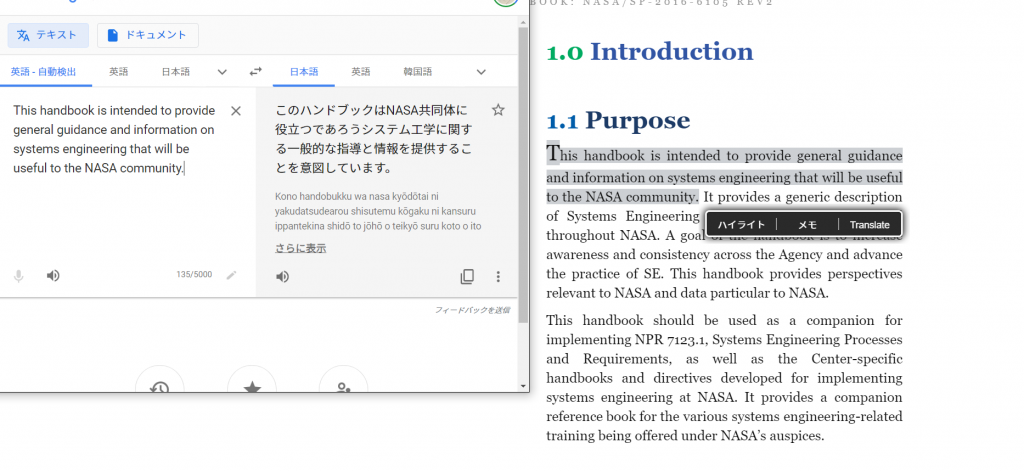 テキスト
ドキュメント
英語 - 自動検出
英語
日本語
日本語
英語
韓国語
This handbook is intended to provide
general guidance and information on
systems engineering that will be
useful to the NASA community.
このハンドブックはNASA共同体に
役立つであろうシステム工学に関す
る一般的な指導と情報を提供するこ
とを意図しています。
Kono handobukku wa nasa kyōdōtai ni
yakudatsudearou shisutemu kōgaku ni kansuru
ippantekina shidō to jōhō o teikyō suru koto o ito
さらに表示
135/5000
フィードバックを送信
BOOK: NASA/SP-2016-6105 REV2
1.0 Introduction
1.1 Purpose
This handbook is intended to provide general guidance
and information on systems engineering that will be useful
to the NASA community. It provides a generic description
of Systems Engineering
ハイライト
メモ
Translate
throughout NASA. A goal of the handbook is to increase
awareness and consistency across the Agency and advance
the practice of SE. This handbook provides perspectives
relevant to NASA and data particular to NASA.
This handbook should be used as a companion for
implementing NPR 7123.1, Systems Engineering Processes
and Requirements, as well as the Center-specific
handbooks and directives developed for implementing
systems engineering at NASA. It provides a companion
reference book for the various systems engineering-related
training being offered under NASA's auspices.